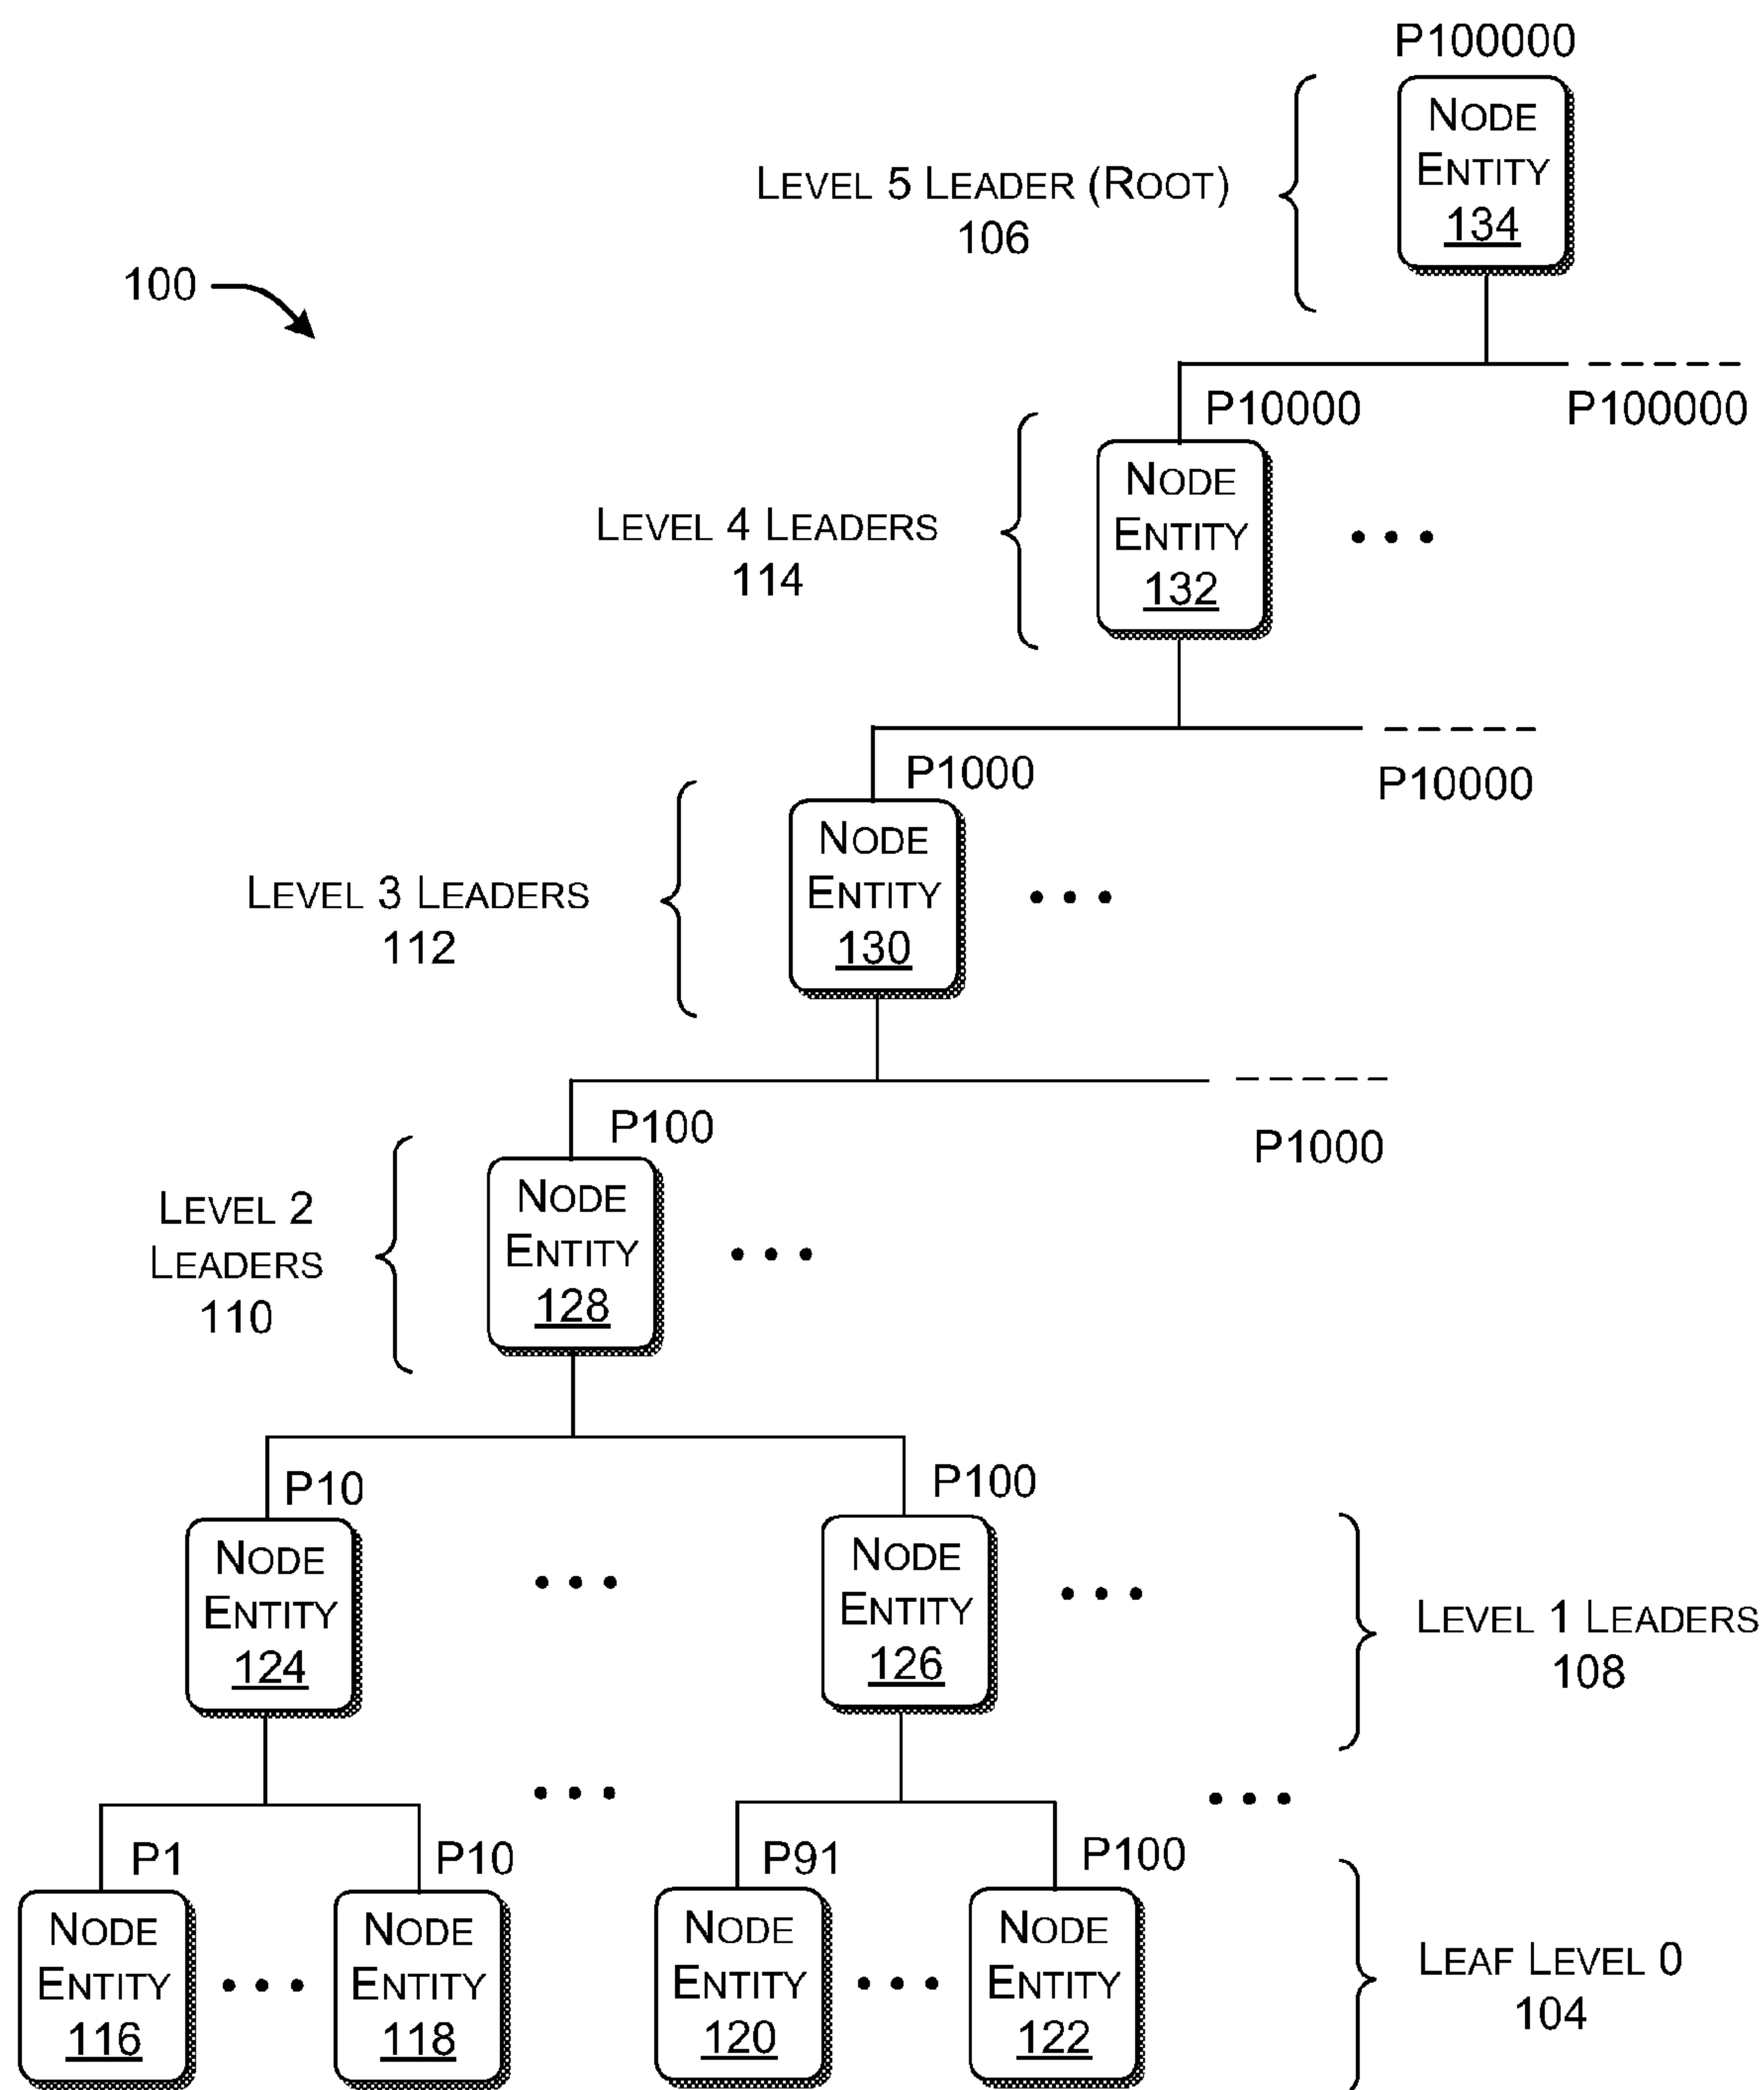 P100000
NODE
ENTITY
134
LEVEL 5 LEADER (ROOT)
106
100
P10000
P100000
NODE
ENTITY
132
LEVEL 4 LEADERS
114
P1000
P10000
NODE
ENTITY
130
LEVEL 3 LEADERS
112
P100
P1000
NODE
ENTITY
128
LEVEL 2
LEADERS
110
P10
NODE
ENTITY
124
P100
NODE
ENTITY
126
LEVEL 1 LEADERS
108
P1
NODE
ENTITY
116
P10
NODE
ENTITY
118
P91
NODE
ENTITY
120
P100
NODE
ENTITY
122
LEAF LEVEL 0
104